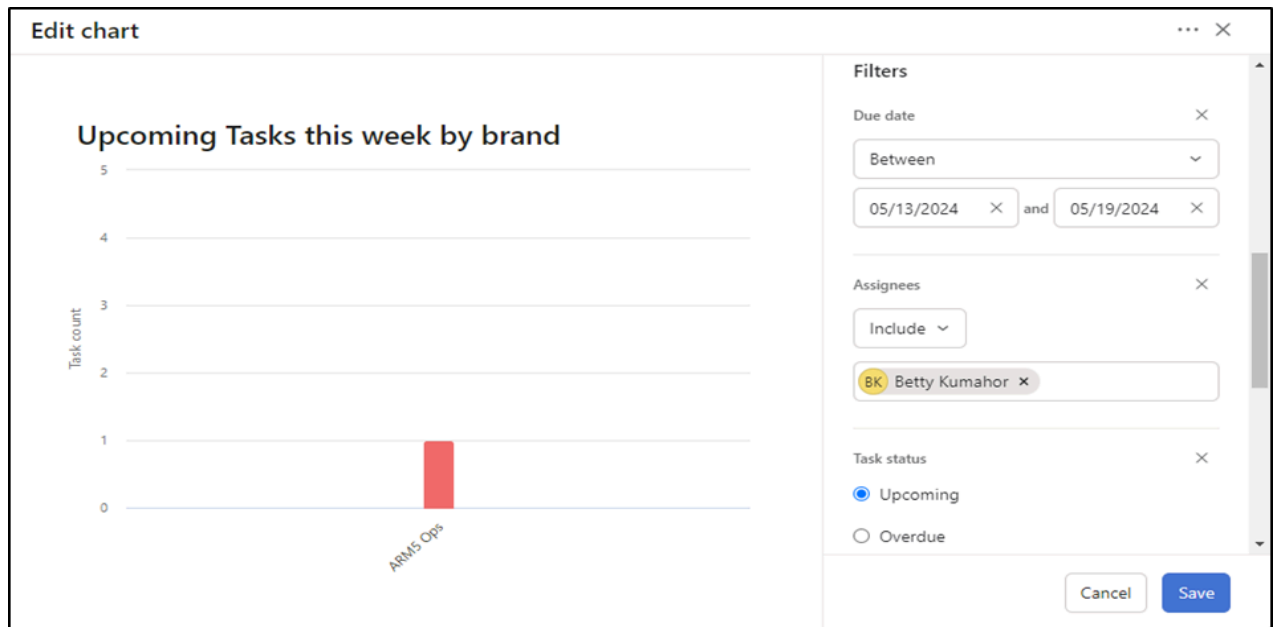 Edit chart
Upcoming Tasks this week by brand
5
4
3
2
1
0
Task count
ARM5 Ops
Filters
Due date
Between
05/13/2024 and 05/19/2024
Assignees
Include
BK Betty Kumahor
Task status
Upcoming
Overdue
Cancel Save